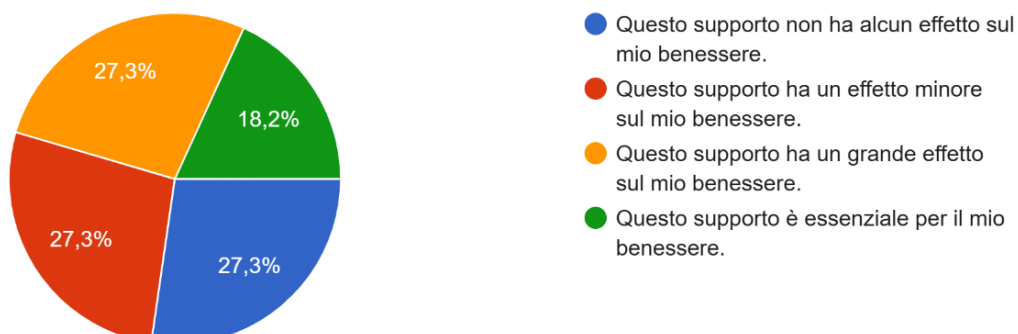 27,3%
18,2%
27,3%
27,3%
Questo supporto non ha alcun effetto sul
mio benessere.
Questo supporto ha un effetto minore
sul mio benessere.
Questo supporto ha un grande effetto
sul mio benessere.
Questo supporto è essenziale per il mio
benessere.